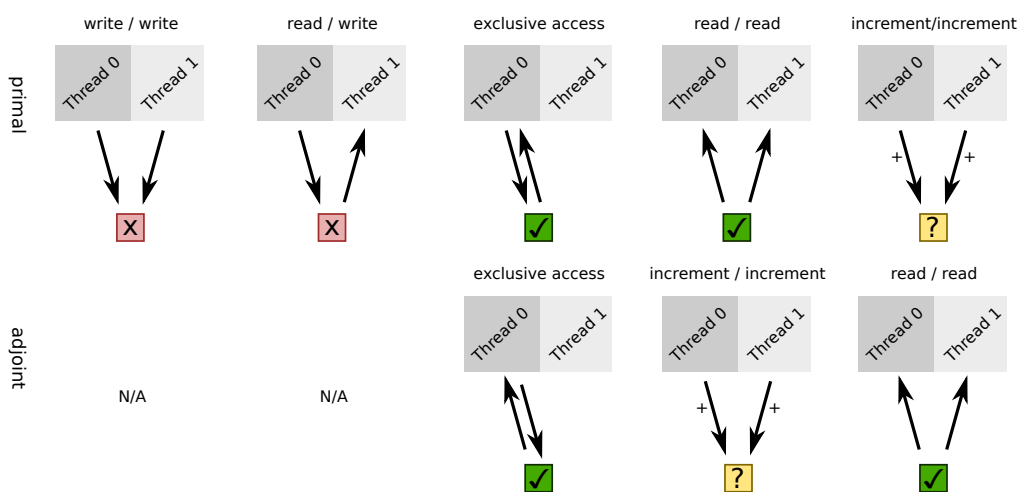 write / write
read / write
exclusive access
read / read
increment/increment
primal
Thread 0
Thread 1
Thread 0
Thread 1
Thread 0
Thread 1
Thread 0
Thread 1
Thread 0
Thread 1
+
+
x
x
✓
✓
?
exclusive access
increment / increment
read / read
adjoint
N/A
N/A
Thread 0
Thread 1
Thread 0
Thread 1
Thread 0
Thread 1
+
+
✓
?
✓